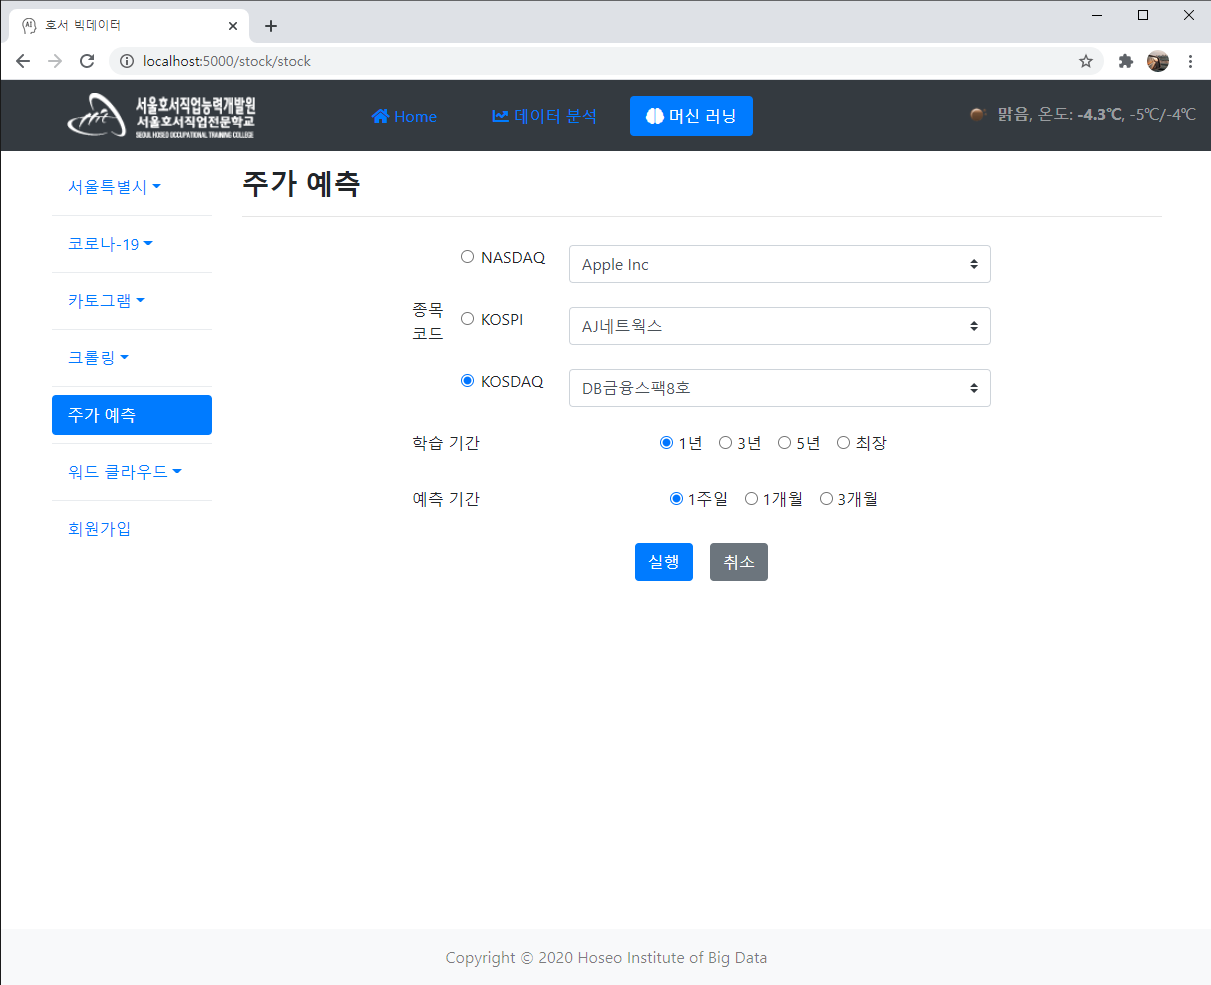 호서 빅데이터
localhost:5000/stock/stock
서울호서직업능력개발원
서울호서직업전문학교
SEOUL HOSEO OCCUPATIONAL TRAINING COLLEGE
Home
데이터 분석
머신 러닝
맑음, 온도: -4.3℃, -5℃/-4℃
서울특별시
코로나-19
카토그램
크롤링
주가 예측
워드 클라우드
회원가입
주가 예측
종목
코드
NASDAQ
Apple Inc
KOSPI
AJ네트웍스
KOSDAQ
DB금융스팩8호
학습 기간 1년 3년 5년 최장
예측 기간 1주일 1개월 3개월
실행 취소
Copyright © 2020 Hoseo Institute of Big Data